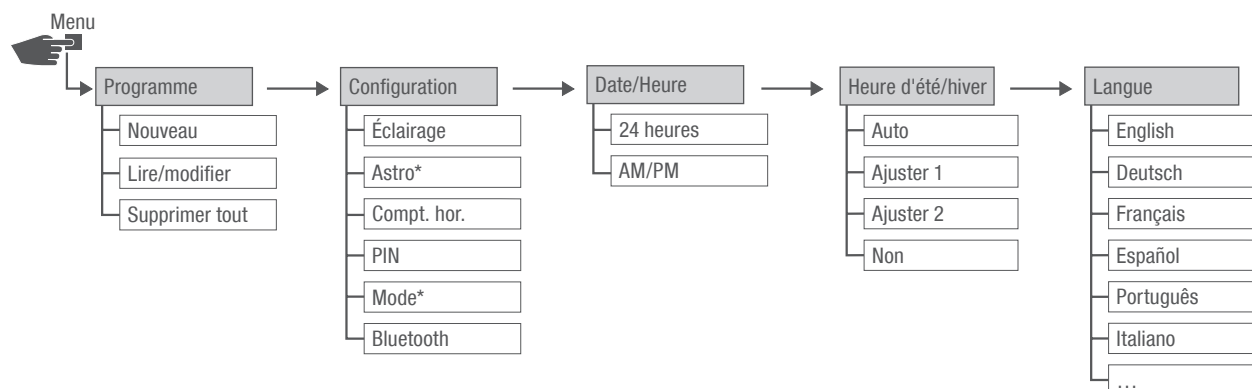 Menu
Programme
Nouveau
Lire/modifier
Supprimer tout
Configuration
Éclairage
Astro*
Compt. hor.
PIN
Mode*
Bluetooth
Date/Heure
24 heures
AM/PM
Heure d'été/hiver
Auto
Ajuster 1
Ajuster 2
Non
Langue
English
Deutsch
Français
Español
Português
Italiano
...